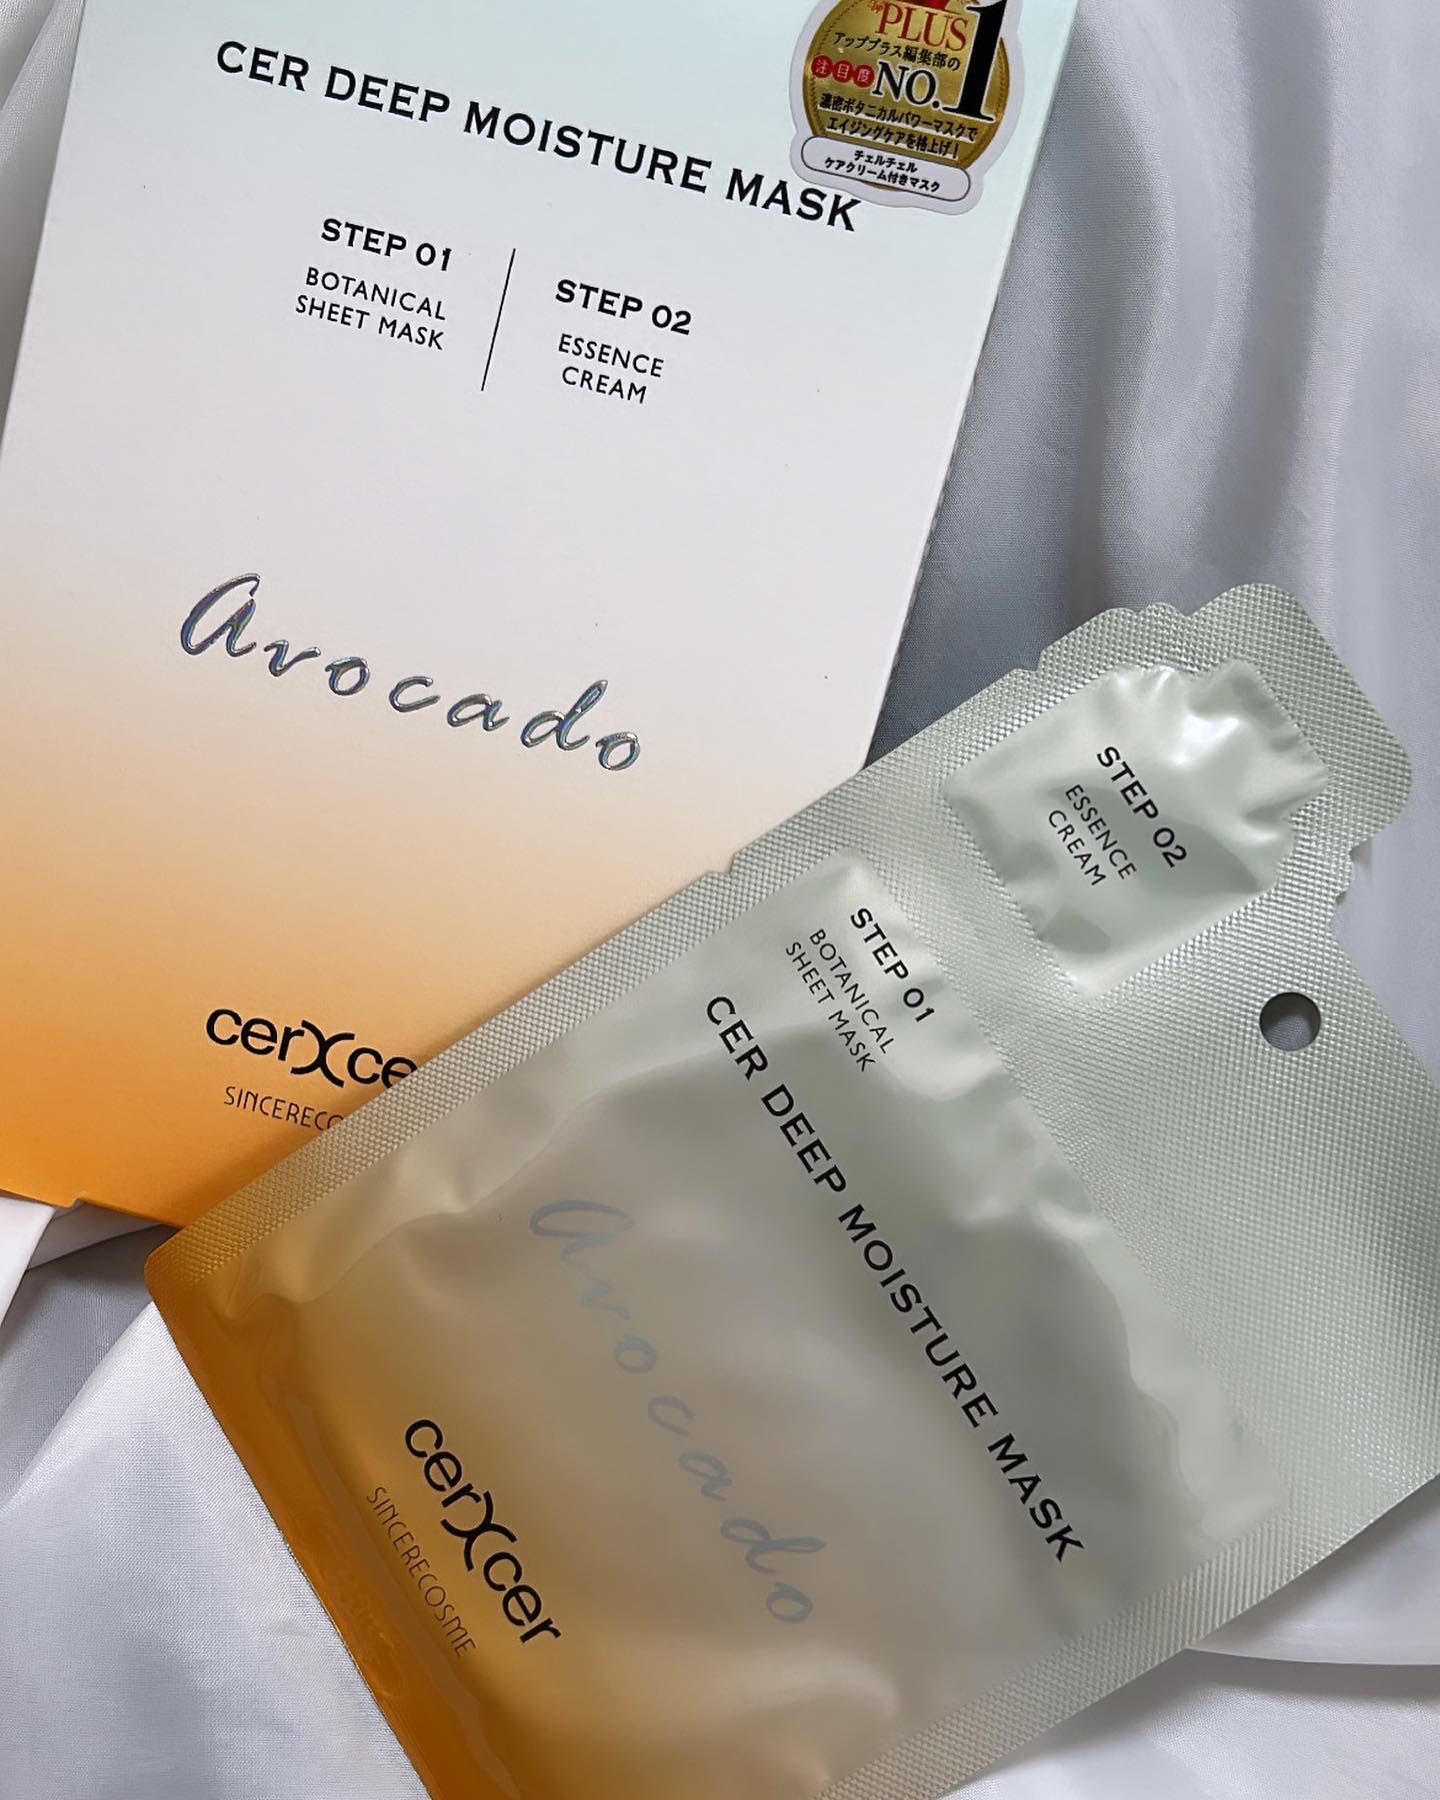 PLUS
アッププラス編集部の
注目度 NO.1
濃密ボタニカルパワーマスクで
エイジングケアを格上げ!
チェルチェル
ケアクリーム付きマスク
CER DEEP MOISTURE MASK
STEP 01
BOTANICAL
SHEET MASK
STEP 02
ESSENCE
CREAM
Avocado
cerXce
SINCERECO
STEP 02
ESSENCE
CREAM
STEP 01
BOTANICAL
SHEET MASK
CER DEEP MOISTURE MASK
Avocado
cerXcer
SINCERECOSME